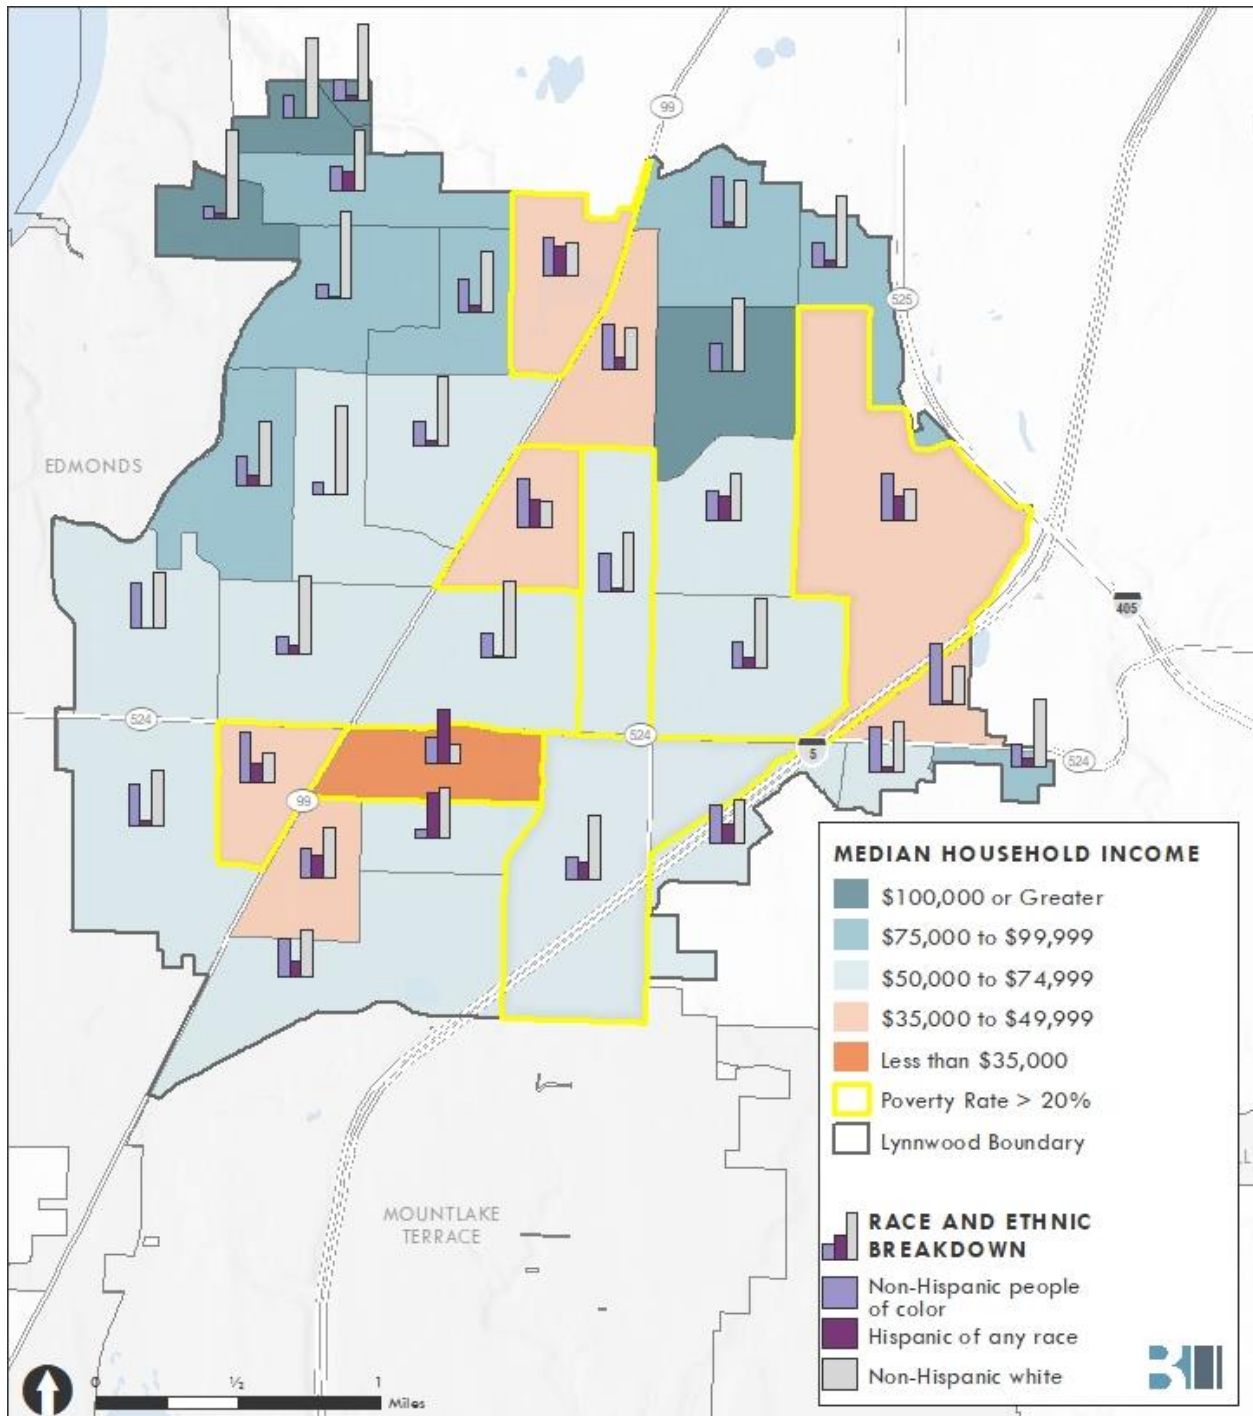 99
525
EDMONDS
405
524
524
5
524
99
MEDIAN HOUSEHOLD INCOME
$100,000 or Greater
$75,000 to $99,999
$50,000 to $74,999
$35,000 to $49,999
Less than $35,000
Poverty Rate > 20%
Lynnwood Boundary
RACE AND ETHNIC
BREAKDOWN
Non-Hispanic people
of color
Hispanic of any race
Non-Hispanic white
MOUNTLAKE
TERRACE
0 ½ 1
Miles